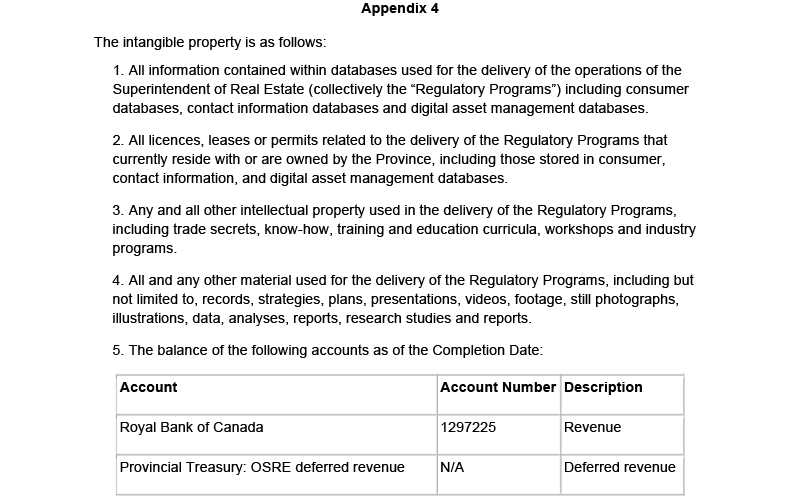 Appendix 4
The intangible property is as follows:
1. All information contained within databases used for the delivery of the operations of the
Superintendent of Real Estate (collectively the “Regulatory Programs”) including consumer
databases, contact information databases and digital asset management databases.
2. All licences, leases or permits related to the delivery of the Regulatory Programs that
currently reside with or are owned by the Province, including those stored in consumer,
contact information, and digital asset management databases.
3. Any and all other intellectual property used in the delivery of the Regulatory Programs,
including trade secrets, know-how, training and education curricula, workshops and industry
programs.
4. All and any other material used for the delivery of the Regulatory Programs, including but
not limited to, records, strategies, plans, presentations, videos, footage, still photographs,
illustrations, data, analyses, reports, research studies and reports.
5. The balance of the following accounts as of the Completion Date:
Account Account Number Description
Royal Bank of Canada 1297225 Revenue
Provincial Treasury: OSRE deferred revenue N/A Deferred revenue